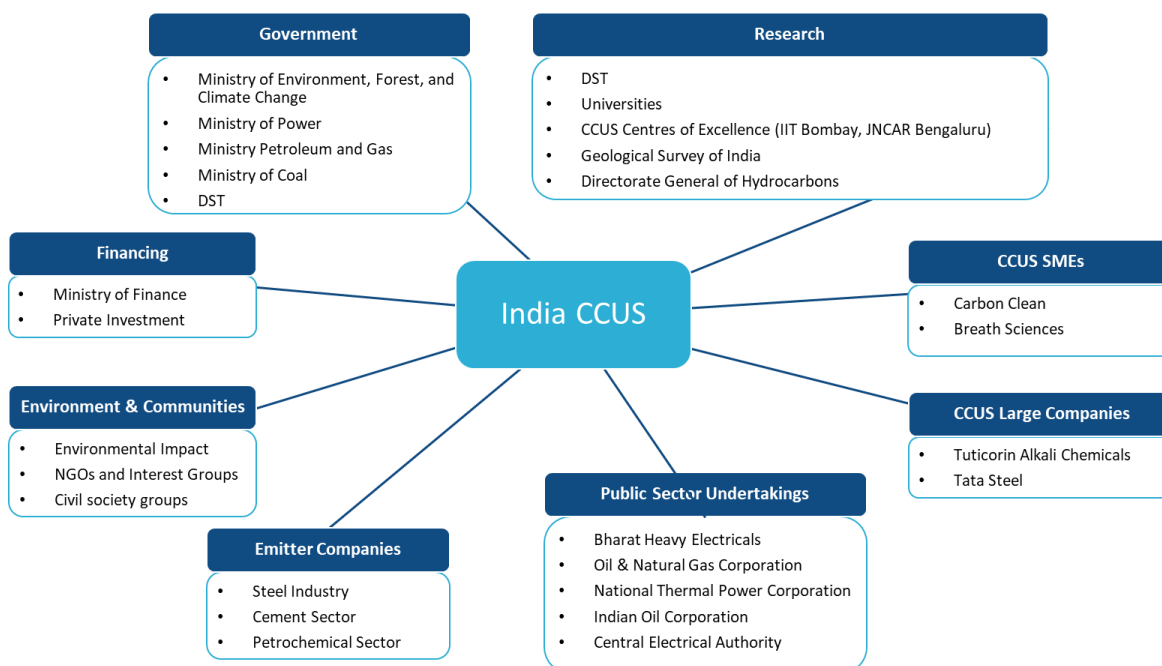 Government
• Ministry of Environment, Forest, and
Climate Change
• Ministry of Power
• Ministry Petroleum and Gas
• Ministry of Coal
• DST
Research
• DST
• Universities
• CCUS Centres of Excellence (IIT Bombay, JNCAR Bengaluru)
• Geological Survey of India
• Directorate General of Hydrocarbons
Financing
• Ministry of Finance
• Private Investment
India CCUS
CCUS SMEs
• Carbon Clean
• Breath Sciences
Environment & Communities
• Environmental Impact
• NGOs and Interest Groups
• Civil society groups
CCUS Large Companies
• Tuticorin Alkali Chemicals
• Tata Steel
Emitter Companies
• Steel Industry
• Cement Sector
• Petrochemical Sector
Public Sector Undertakings
• Bharat Heavy Electricals
• Oil & Natural Gas Corporation
• National Thermal Power Corporation
• Indian Oil Corporation
• Central Electrical Authority